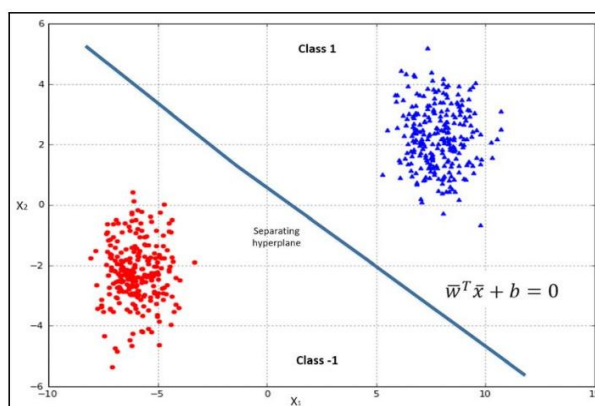 6
Class 1
4
2
X₂ 0
Separating
hyperplane
-2
w̅ᵀx̅ + b = 0
-4
Class -1
-6
-10 -5 0 5 10 15
X₁